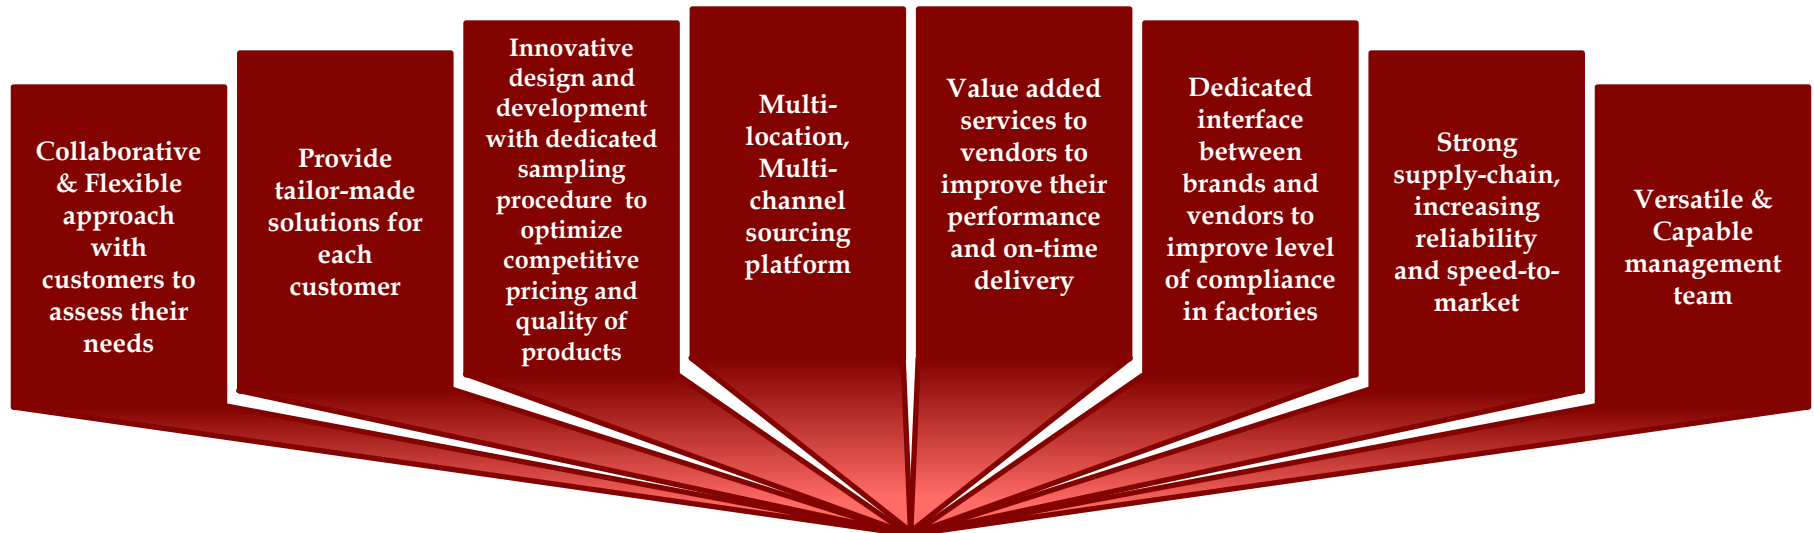 Collaborative
& Flexible
approach
with
customers to
assess their
needs
Provide
tailor-made
solutions for
each
customer
Innovative
design and
development
with dedicated
sampling
procedure  to
optimize
competitive
pricing and
quality of
products
Multi-
location,
Multi-
channel
sourcing
platform
Value added
services to
vendors to
improve their
performance
and on-time
delivery
Dedicated
interface
between
brands and
vendors to
improve level
of compliance
in factories
Strong
supply-chain,
increasing
reliability
and speed-to-
market
Versatile &
Capable
management
team